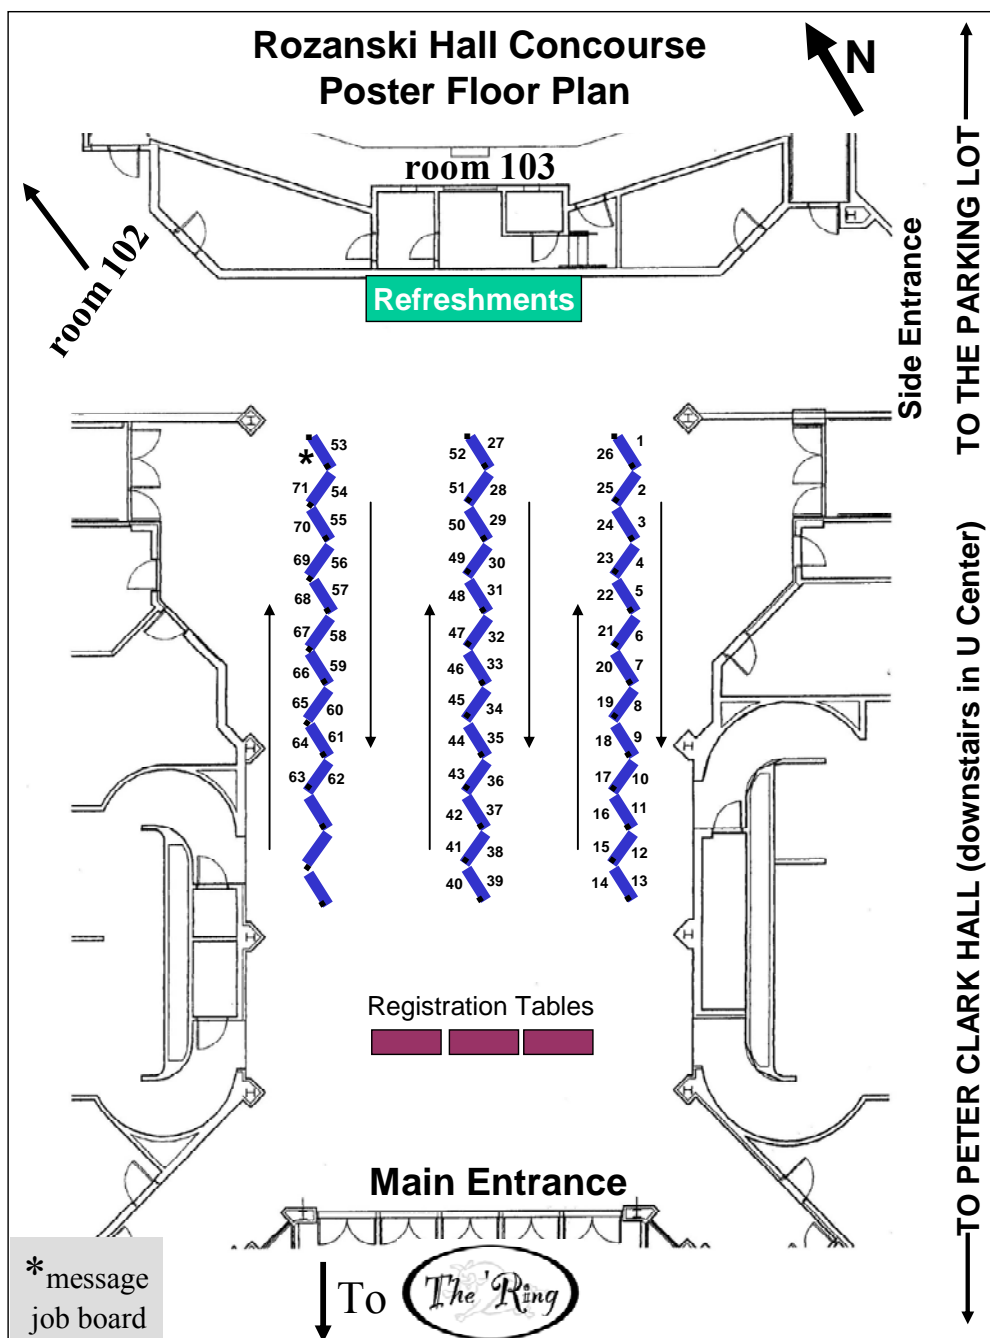 Rozanski Hall Concourse
Poster Floor Plan
N
room 103
room 102
Refreshments
Side Entrance
TO THE PARKING LOT
TO PETER CLARK HALL (downstairs in U Center)
53
*
71 54
70 55
69 56
68 57
67 58
66 59
65 60
64 61
63 62
52 27
51 28
50 29
49 30
48 31
47 32
46 33
45 34
44 35
43 36
42 37
41 38
40 39
26 1
25 2
24 3
23 4
22 5
21 6
20 7
19 8
18 9
17 10
16 11
15 12
14 13
Registration Tables
Main Entrance
*message
job board
To
The 'Ring